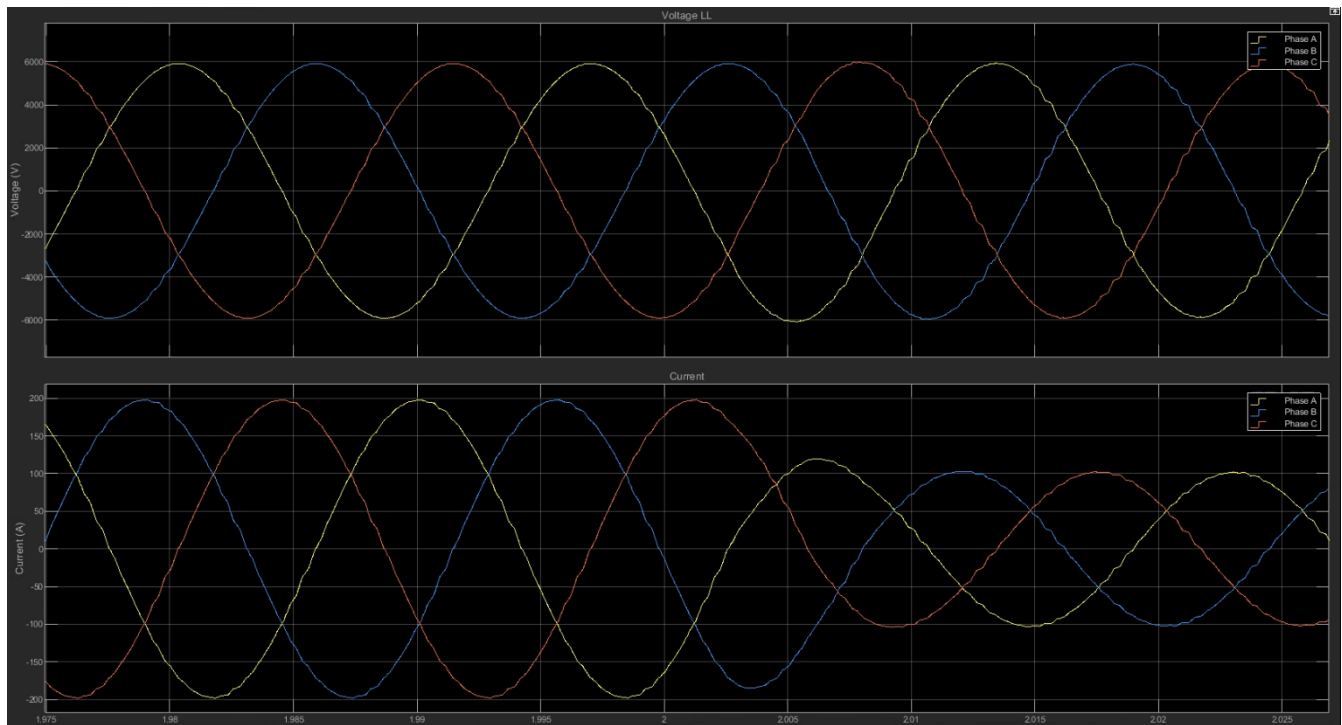 Voltage LL
Phase A
Phase B
Phase C
Voltage (V)
6000
4000
2000
0
-2000
-4000
-6000
Current
Phase A
Phase B
Phase C
Current (A)
200
150
100
50
0
-50
-100
-150
-200
1.975 1.98 1.985 1.99 1.995 2 2.005 2.01 2.015 2.02 2.025